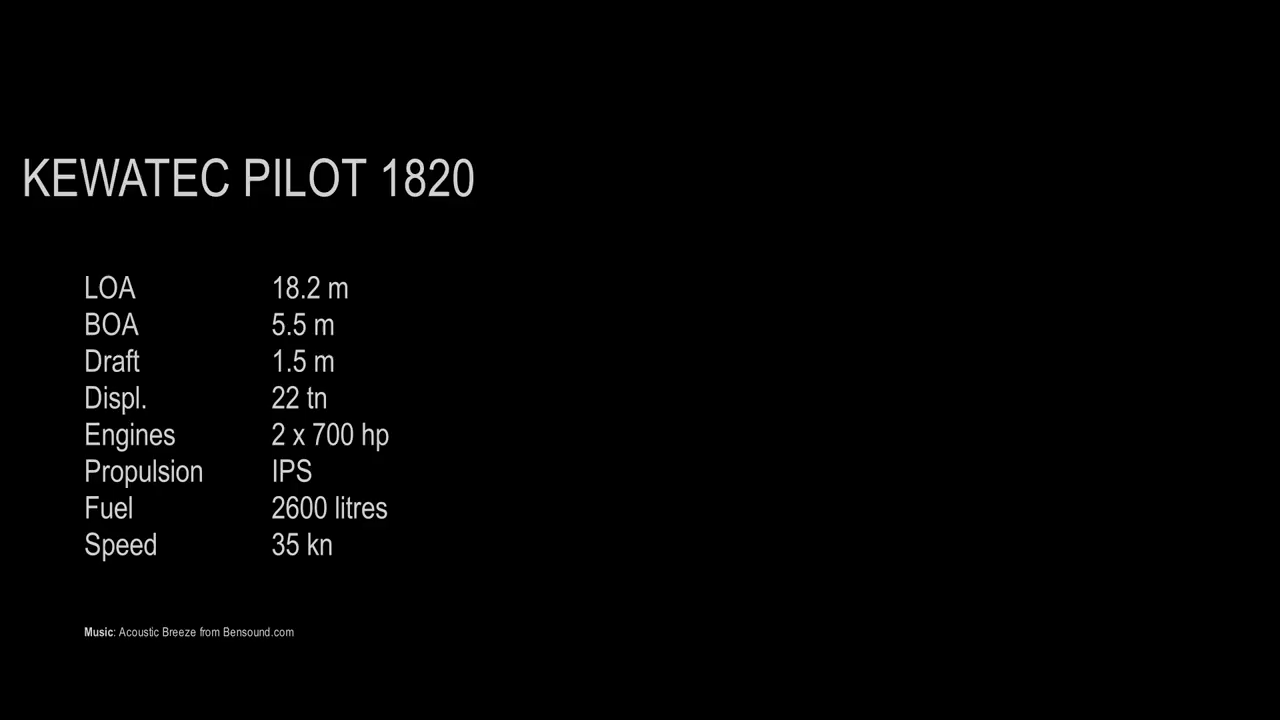 KEWATEC PILOT 1820
LOA 18.2 m
BOA 5.5 m
Draft 1.5 m
Displ. 22 tn
Engines 2 x 700 hp
Propulsion IPS
Fuel 2600 litres
Speed 35 kn
Music: Acoustic Breeze from Bensound.com